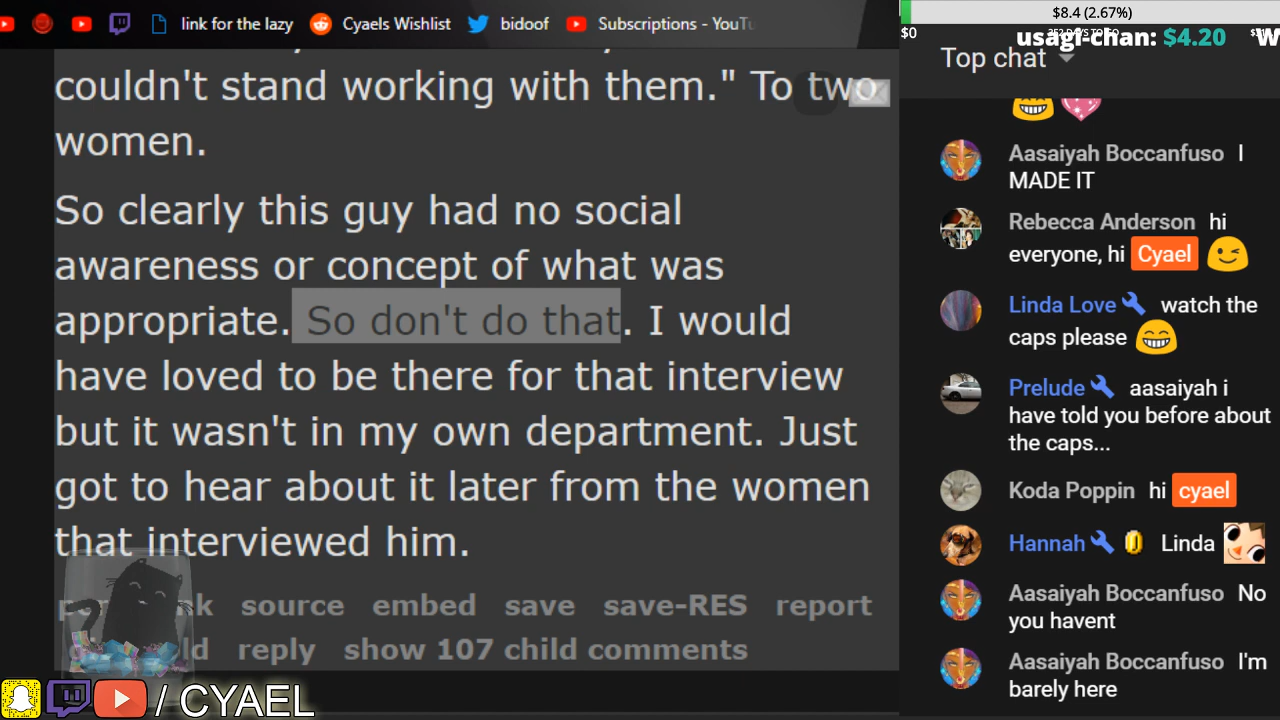 link for the lazy Cyaels Wishlist bidoof Subscriptions - YouTu
couldn't stand working with them." To two
women.
So clearly this guy had no social
awareness or concept of what was
appropriate. So don't do that. I would
have loved to be there for that interview
but it wasn't in my own department. Just
got to hear about it later from the women
that interviewed him.
source embed save save-RES report
reply show 107 child comments
/ CYAEL
$8.4 (2.67%)
$0
usagi-chan: $4.20 W
Top chat
Aasaiyah Boccanfuso I
MADE IT
Rebecca Anderson hi
everyone, hi Cyael
Linda Love watch the
caps please
Prelude aasaiyah i
have told you before about
the caps...
Koda Poppin hi cyael
Hannah Linda
Aasaiyah Boccanfuso No
you havent
Aasaiyah Boccanfuso I'm
barely here